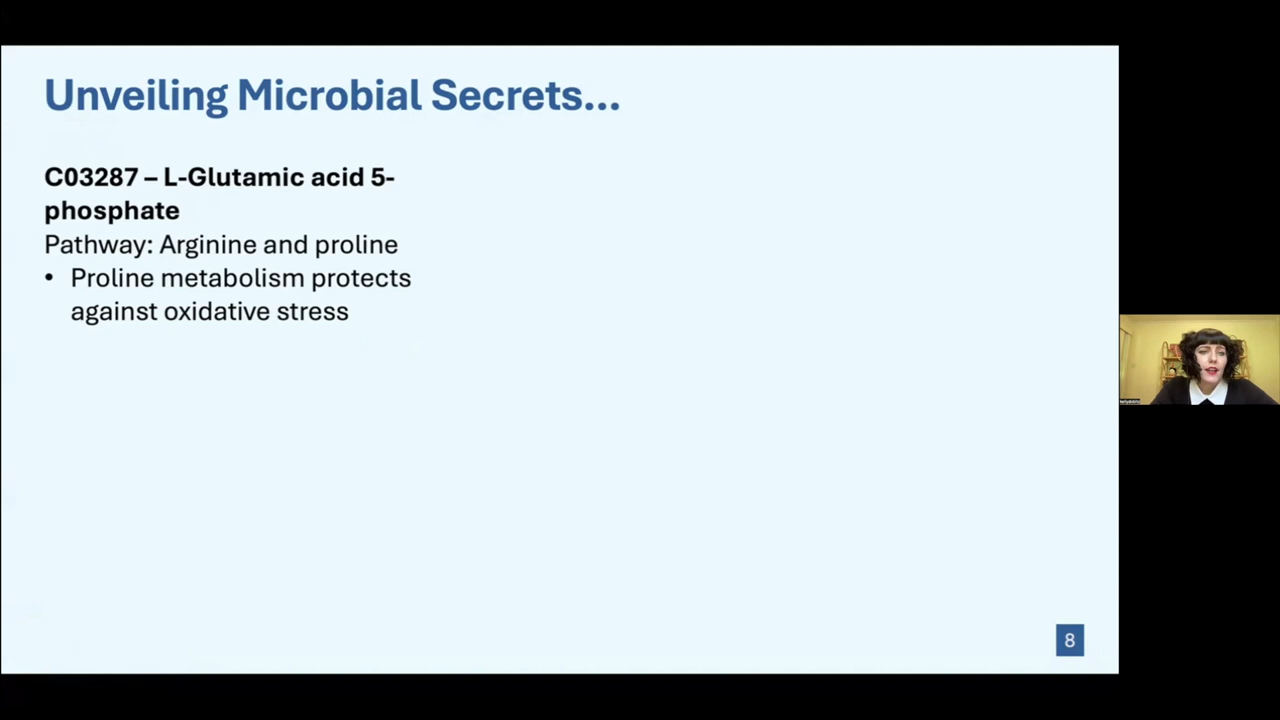 Unveiling Microbial Secrets...
C03287 – L-Glutamic acid 5-
phosphate
Pathway: Arginine and proline
• Proline metabolism protects
against oxidative stress
8